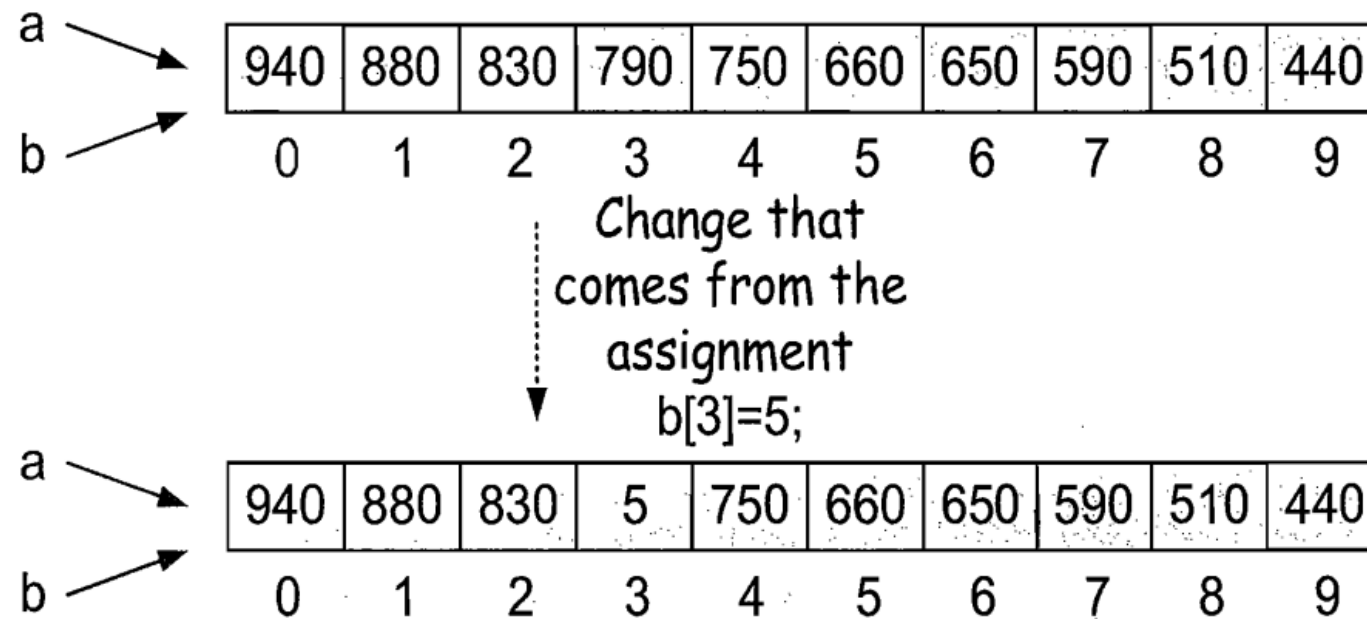 a
940 880 830 790 750 660 650 590 510 440
b
0 1 2 3 4 5 6 7 8 9
Change that
comes from the
assignment
b[3]=5;
a
940 880 830 5 750 660 650 590 510 440
b
0 1 2 3 4 5 6 7 8 9